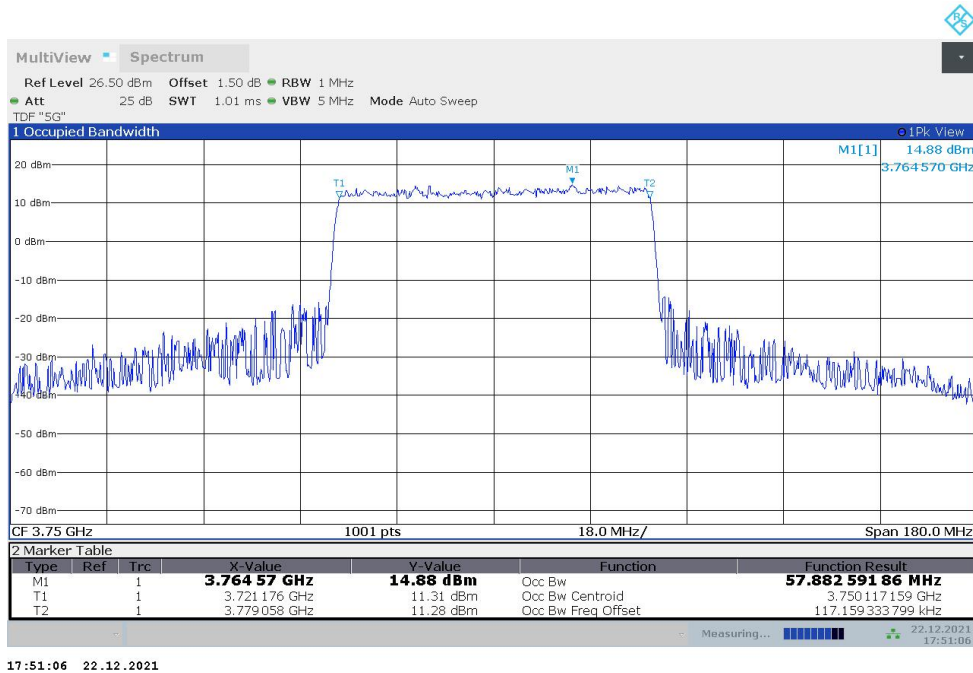 R&S
MultiView Spectrum
Ref Level 26.50 dBm Offset 1.50 dB RBW 1 MHz
Att 25 dB SWT 1.01 ms VBW 5 MHz Mode Auto Sweep
TDF "5G"
1 Occupied Bandwidth 1Pk View
M1[1] 14.88 dBm
3.764 570 GHz
20 dBm
M1
T1 T2
10 dBm
0 dBm
-10 dBm
-20 dBm
-30 dBm
-40 dBm
-50 dBm
-60 dBm
-70 dBm
CF 3.75 GHz 1001 pts 18.0 MHz/ Span 180.0 MHz
2 Marker Table
Type Ref Trc X-Value Y-Value Function Function Result
M1 1 3.764 57 GHz 14.88 dBm Occ Bw 57.882 591 86 MHz
T1 1 3.721 176 GHz 11.31 dBm Occ Bw Centroid 3.750 117 159 GHz
T2 1 3.779 058 GHz 11.28 dBm Occ Bw Freq Offset 117.159 333 799 kHz
Measuring... 22.12.2021
17:51:06
17:51:06 22.12.2021